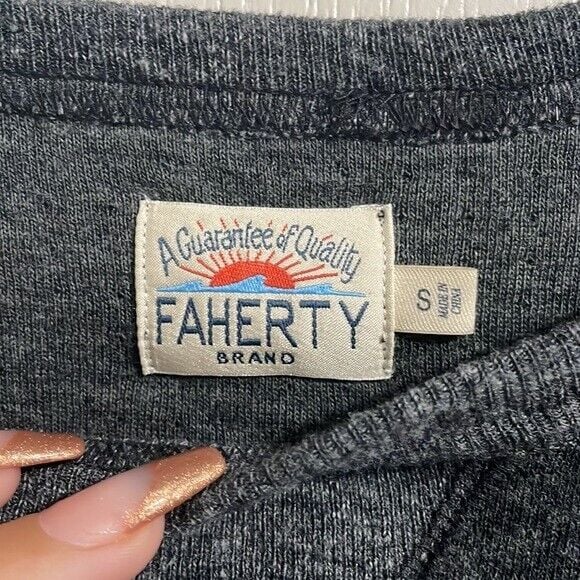 A Guarantee of Quality
FAHERTY
BRAND
S
MADE IN
CHINA